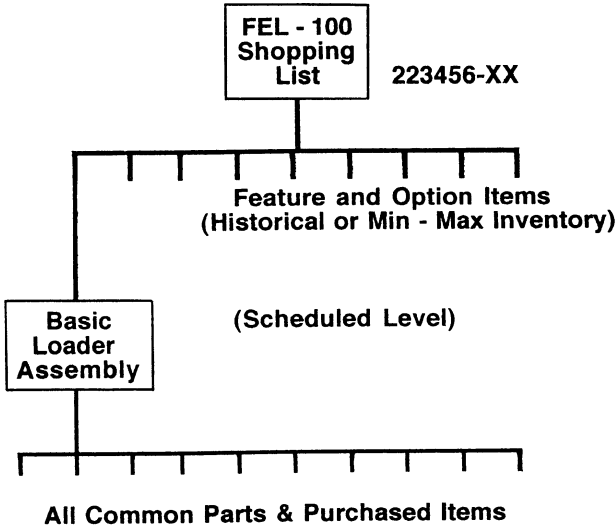 FEL - 100
Shopping
List
223456-XX
Feature and Option Items
(Historical or Min - Max Inventory)
Basic
Loader
Assembly
(Scheduled Level)
All Common Parts & Purchased Items